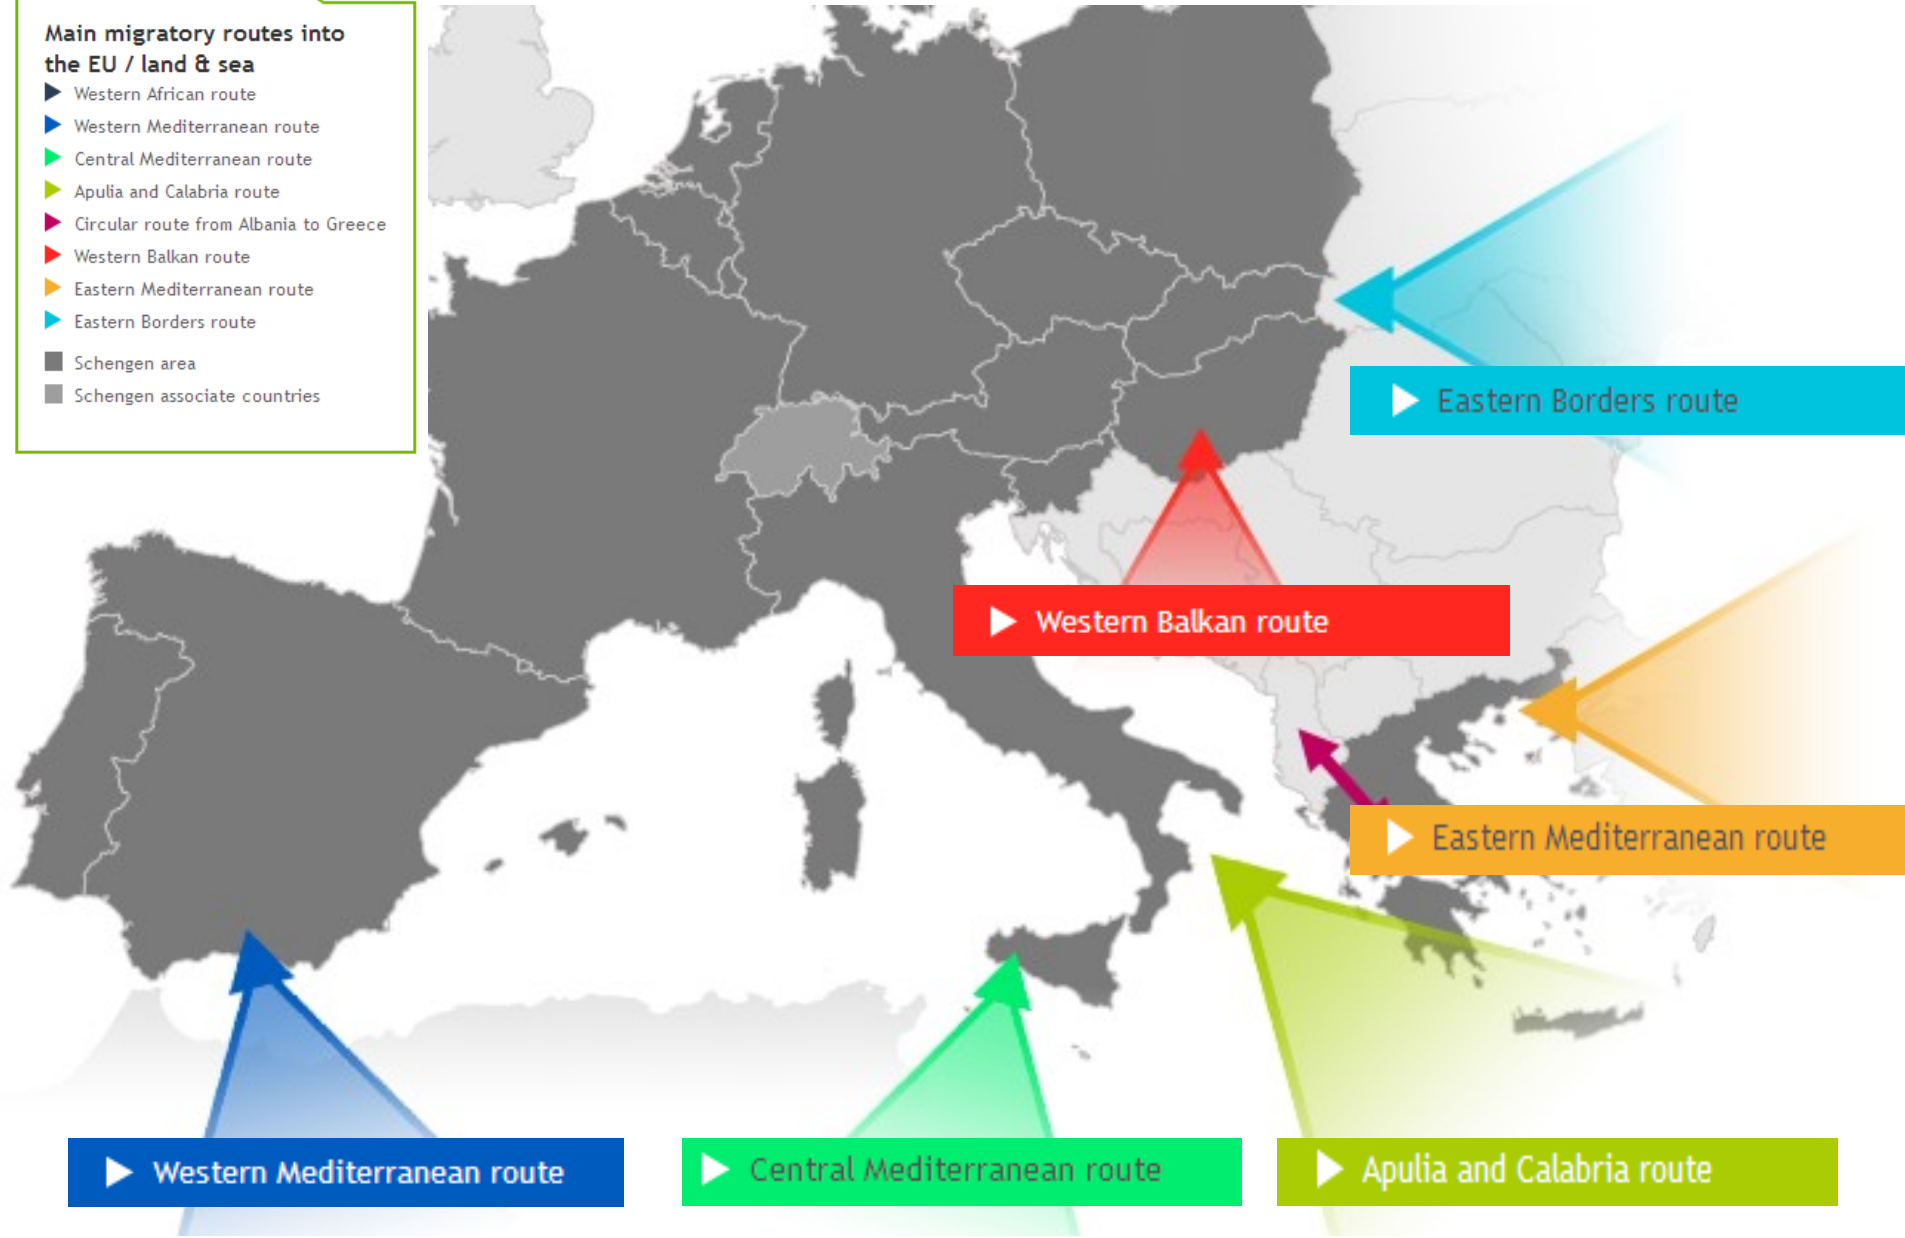 Main migratory routes into
the EU / land & sea
Western African route
Western Mediterranean route
Central Mediterranean route
Apulia and Calabria route
Circular route from Albania to Greece
Western Balkan route
Eastern Mediterranean route
Eastern Borders route
Schengen area
Schengen associate countries
Eastern Borders route
Western Balkan route
Eastern Mediterranean route
Western Mediterranean route
Central Mediterranean route
Apulia and Calabria route